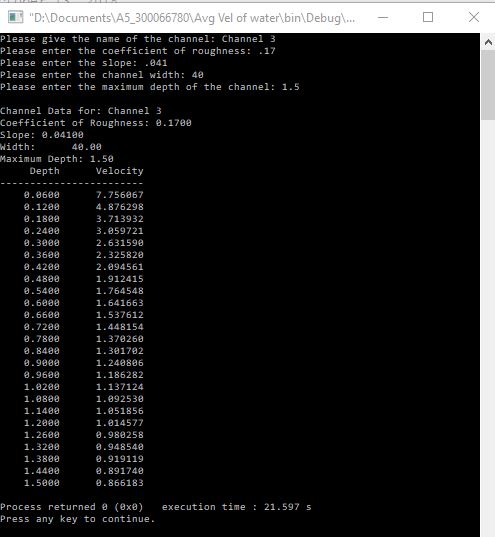 "D:\Documents\A5_300066780\Avg Vel of water\bin\Debug\...
Please give the name of the channel: Channel 3
Please enter the coefficient of roughness: .17
Please enter the slope: .041
Please enter the channel width: 40
Please enter the maximum depth of the channel: 1.5
Channel Data for: Channel 3
Coefficient of Roughness: 0.1700
Slope: 0.04100
Width: 40.00
Maximum Depth: 1.50
Depth Velocity
------------------------
0.0600 7.756067
0.1200 4.876298
0.1800 3.713932
0.2400 3.059721
0.3000 2.631590
0.3600 2.325820
0.4200 2.094561
0.4800 1.912415
0.5400 1.764548
0.6000 1.641663
0.6600 1.537612
0.7200 1.448154
0.7800 1.370260
0.8400 1.301702
0.9000 1.240806
0.9600 1.186282
1.0200 1.137124
1.0800 1.092530
1.1400 1.051856
1.2000 1.014577
1.2600 0.980258
1.3200 0.948540
1.3800 0.919119
1.4400 0.891740
1.5000 0.866183
Process returned 0 (0x0) execution time : 21.597 s
Press any key to continue.